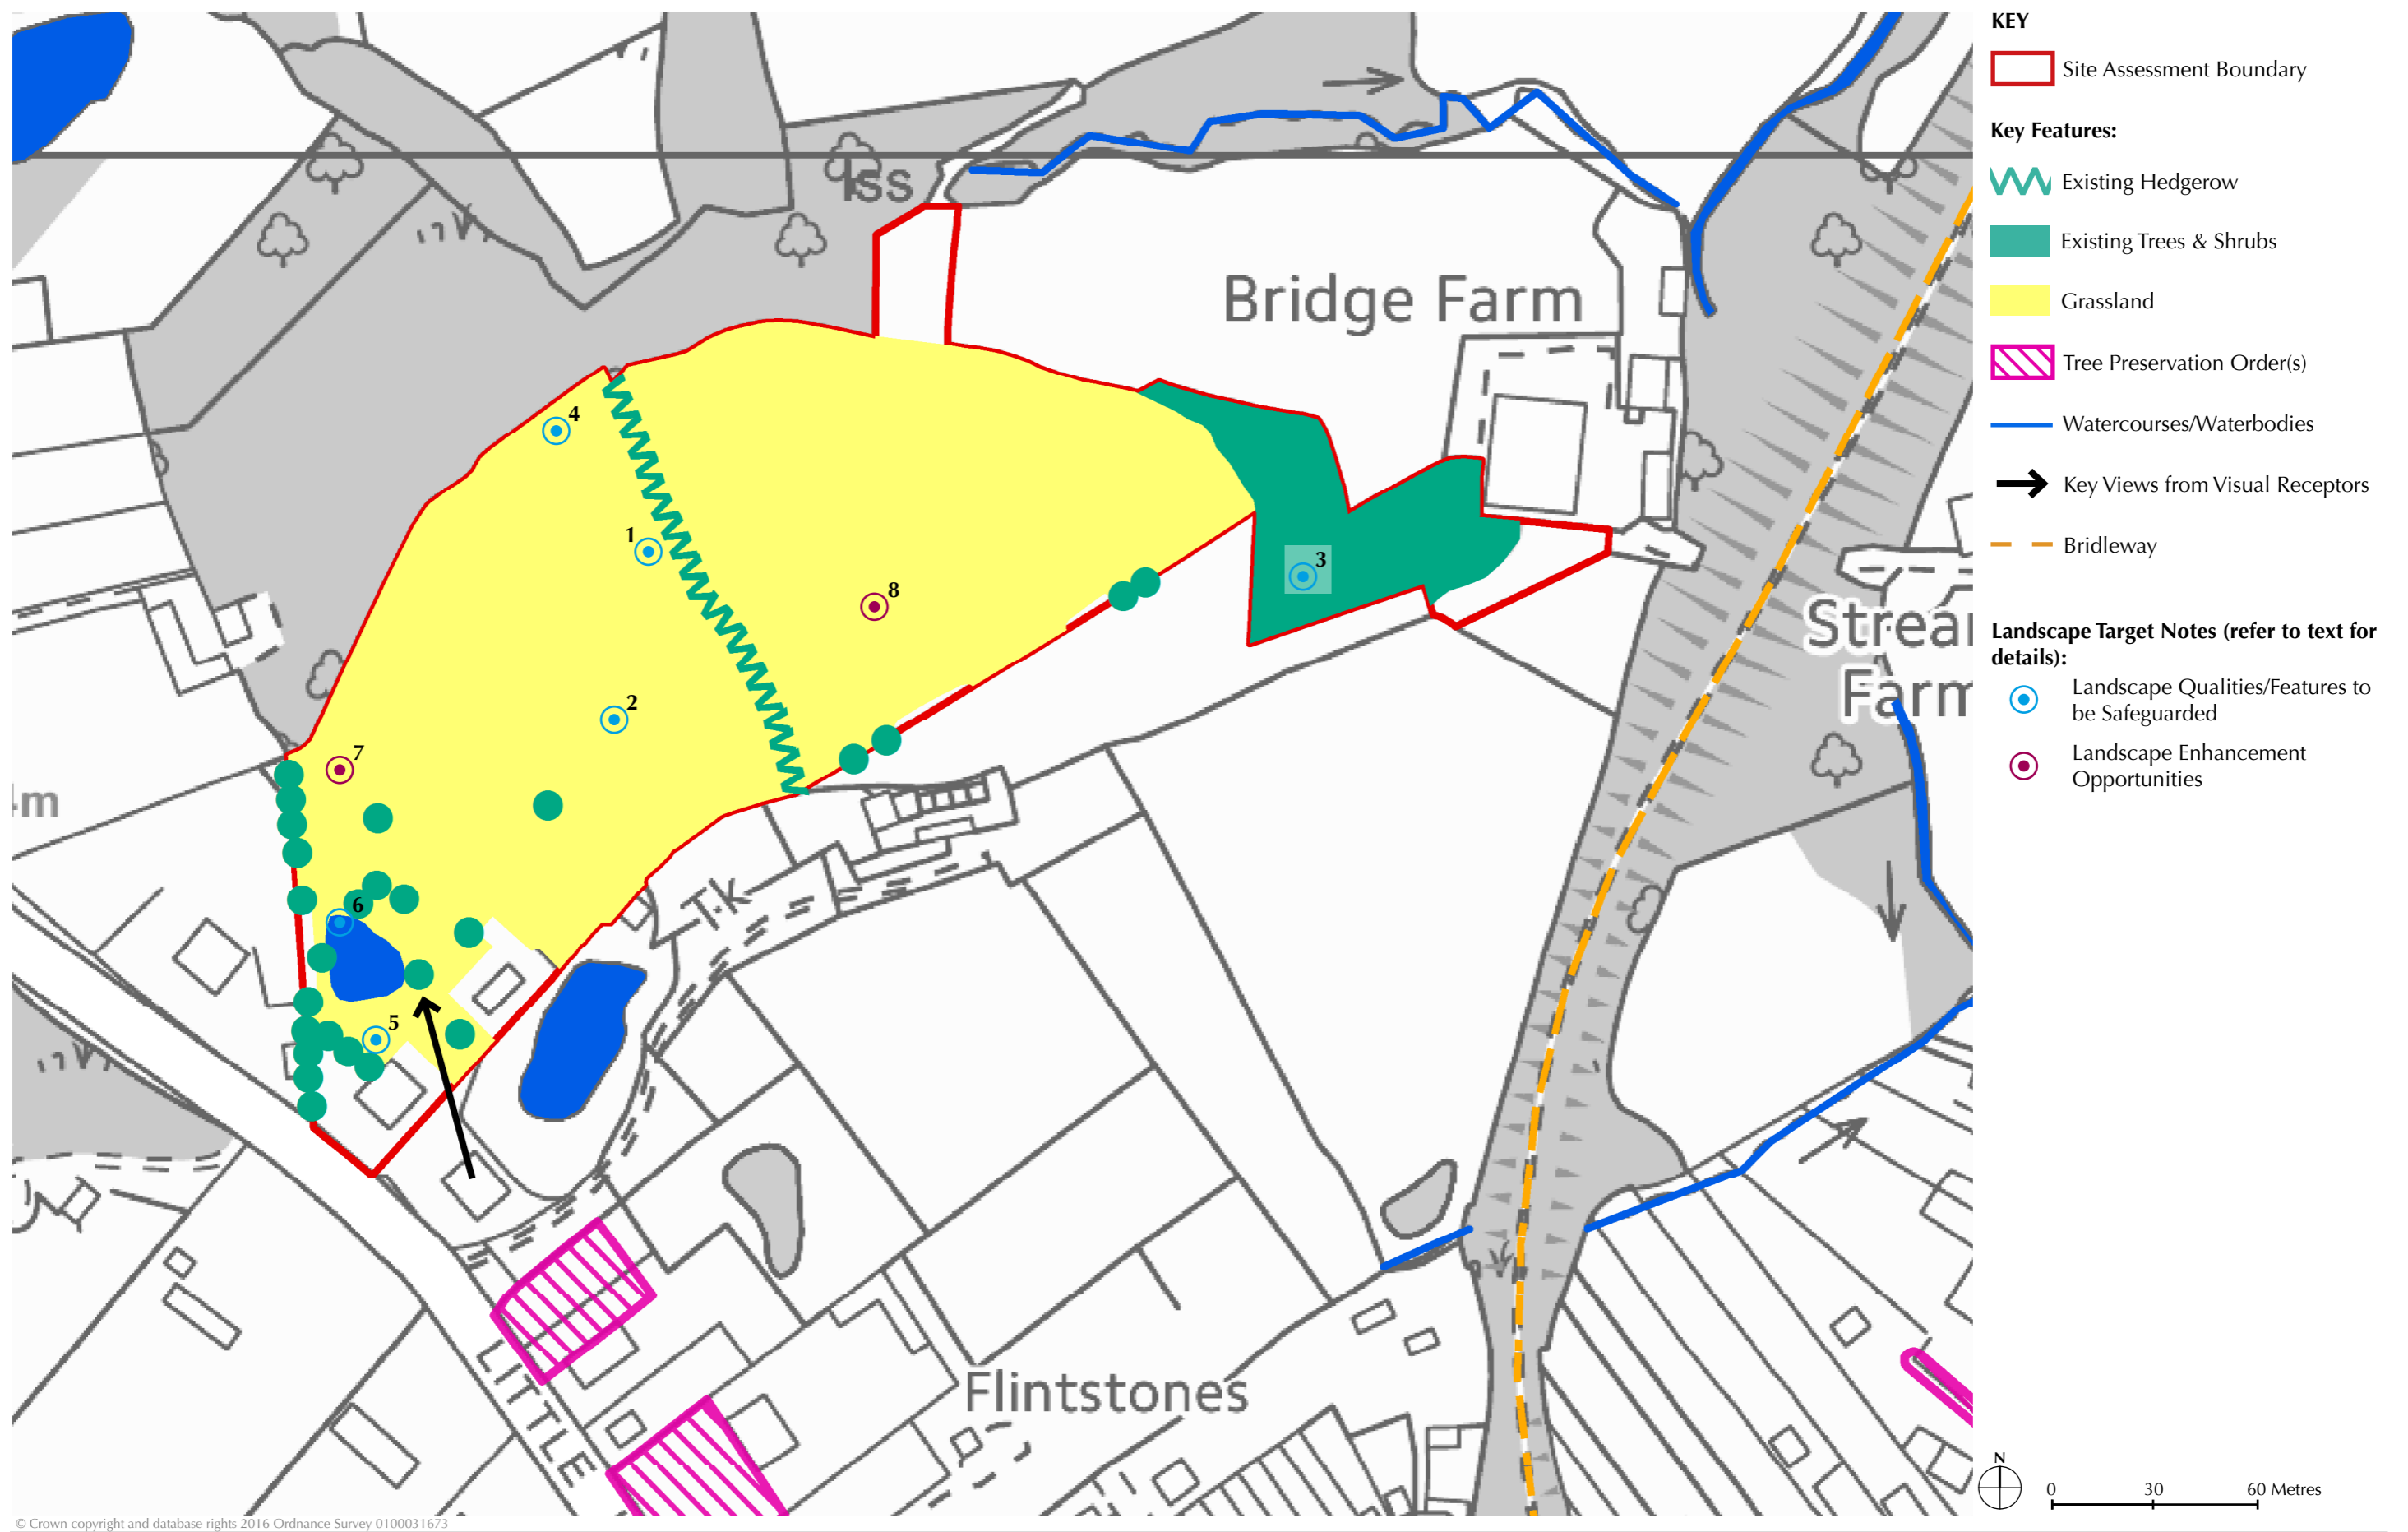 Iss
Bridge Farm
4
1
8
3
2
7
4m
6
5
Tk
Strea
Farm
Flintstones
LITTLE
© Crown copyright and database rights 2016 Ordnance Survey 0100031673
KEY
Site Assessment Boundary
Key Features:
Existing Hedgerow
Existing Trees & Shrubs
Grassland
Tree Preservation Order(s)
Watercourses/Waterbodies
Key Views from Visual Receptors
Bridleway
Landscape Target Notes (refer to text for
details):
Landscape Qualities/Features to
be Safeguarded
Landscape Enhancement
Opportunities
N
0 30 60 Metres